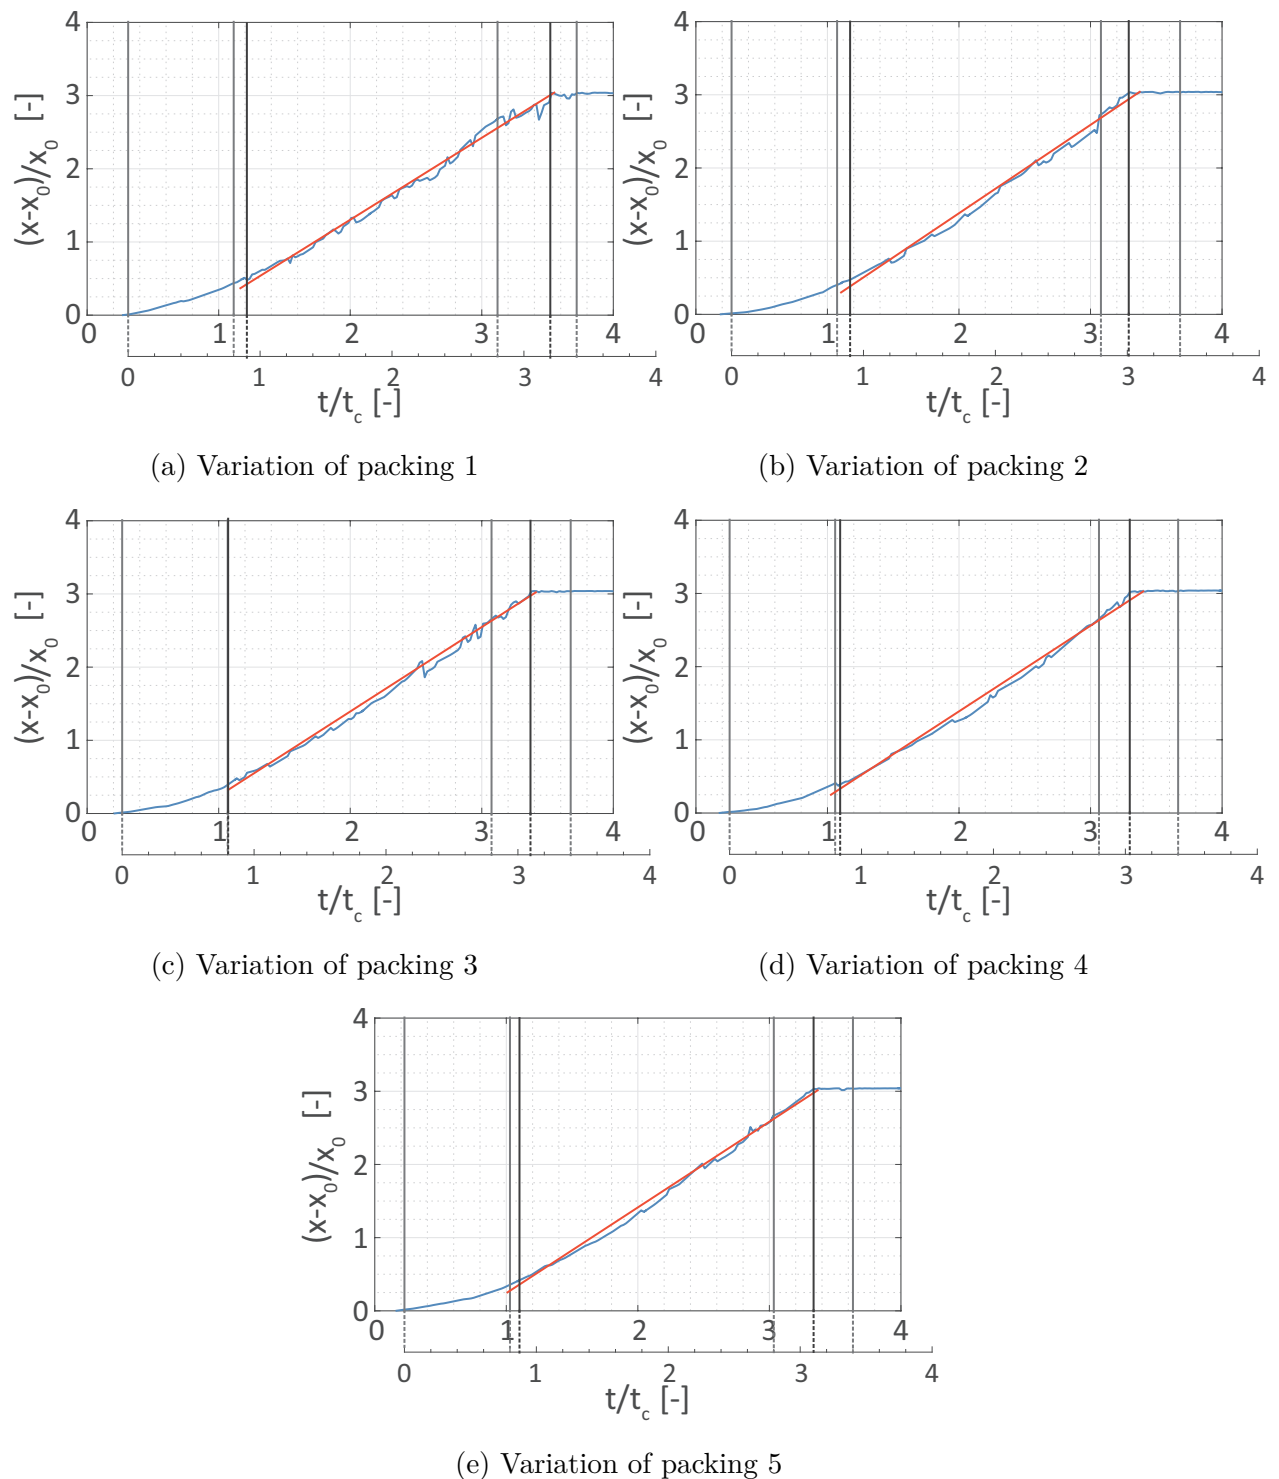 4 3 2 1 0
(x-x₀)/x₀ [-]
0 1 2 3 4
0 1 2 3 4
t/t꜀ [-]
(a) Variation of packing 1
4 3 2 1 0
(x-x₀)/x₀ [-]
0 1 2 3 4
0 1 2 3 4
t/t꜀ [-]
(b) Variation of packing 2
4 3 2 1 0
(x-x₀)/x₀ [-]
0 1 2 3 4
0 1 2 3 4
t/t꜀ [-]
(c) Variation of packing 3
4 3 2 1 0
(x-x₀)/x₀ [-]
0 1 2 3 4
0 1 2 3 4
t/t꜀ [-]
(d) Variation of packing 4
4 3 2 1 0
(x-x₀)/x₀ [-]
0 1 2 3 4
0 1 2 3 4
t/t꜀ [-]
(e) Variation of packing 5